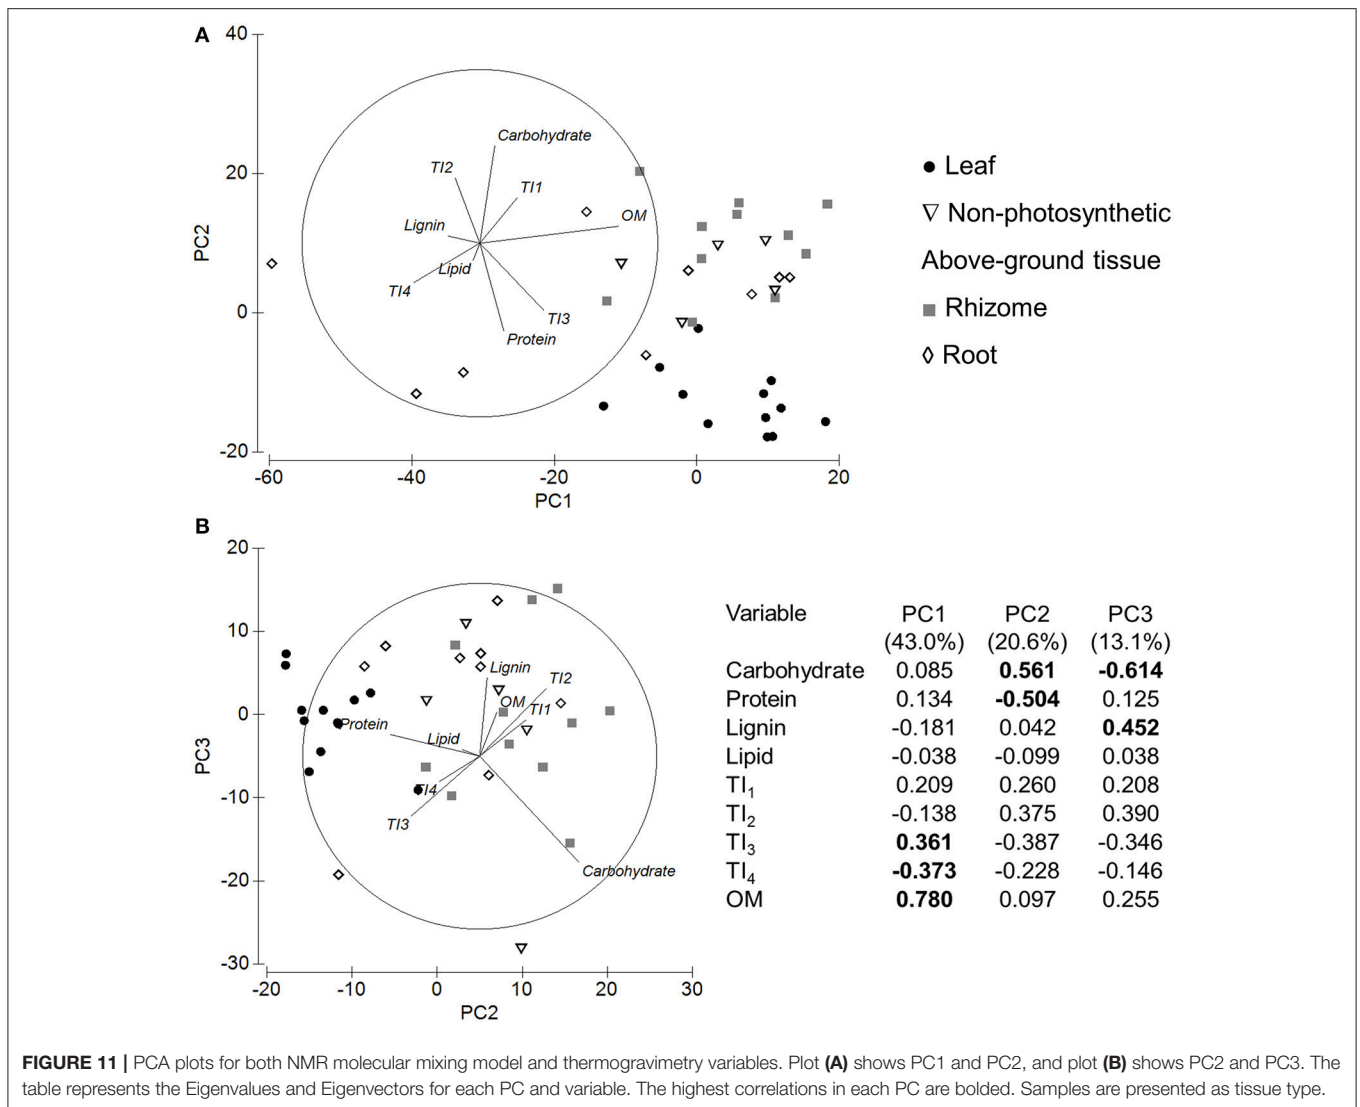 A
40
20
0
-20
PC2
-60
-40
-20
0
20
PC1
Carbohydrate
TI2
TI1
Lignin
OM
Lipid
TI4
TI3
Protein
Leaf
Non-photosynthetic
Above-ground tissue
Rhizome
Root
B
20
10
0
-10
-20
-30
PC3
-20
-10
0
10
20
30
PC2
Lignin
TI2
OM
TI1
Protein
Lipid
TI4
TI3
Carbohydrate
Variable PC1 PC2 PC3
(43.0%) (20.6%) (13.1%)
Carbohydrate 0.085 0.561 -0.614
Protein 0.134 -0.504 0.125
Lignin -0.181 0.042 0.452
Lipid -0.038 -0.099 0.038
TI₁ 0.209 0.260 0.208
TI₂ -0.138 0.375 0.390
TI₃ 0.361 -0.387 -0.346
TI₄ -0.373 -0.228 -0.146
OM 0.780 0.097 0.255
FIGURE 11 | PCA plots for both NMR molecular mixing model and thermogravimetry variables. Plot (A) shows PC1 and PC2, and plot (B) shows PC2 and PC3. The
table represents the Eigenvalues and Eigenvectors for each PC and variable. The highest correlations in each PC are bolded. Samples are presented as tissue type.